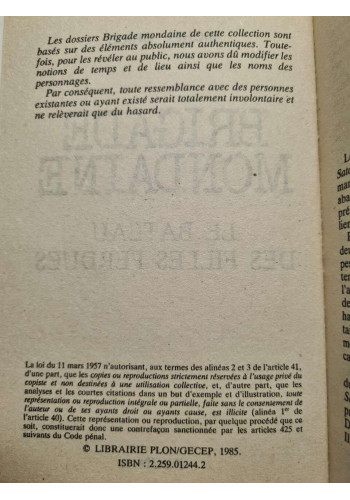 Les dossiers Brigade mondaine de cette collection sont
basés sur des éléments absolument authentiques. Toute-
fois, pour les révéler au public, nous avons dû modifier les
notions de temps et de lieu ainsi que les noms des
personnages.
Par conséquent, toute ressemblance avec des personnes
existantes ou ayant existé serait totalement involontaire et
ne relèverait que du hasard.
BRIGADE
MONDAINE
LE BATEAU
DES FILLES PERDUES
La loi du 11 mars 1957 n'autorisant, aux termes des alinéas 2 et 3 de l'article 41,
d'une part, que les copies ou reproductions strictement réservées à l'usage privé du
copiste et non destinées à une utilisation collective, et, d'autre part, que les
analyses et les courtes citations dans un but d'exemple et d'illustration, toute
représentation ou reproduction intégrale ou partielle, faite sans le consentement de
l'auteur ou de ses ayants droit ou ayants cause, est illicite (alinéa 1er de
l'article 40). Cette représentation ou reproduction, par quelque procédé que ce
soit, constituerait donc une contrefaçon sanctionnée par les articles 425 et
suivants du Code pénal.
© LIBRAIRIE PLON/GECEP, 1985.
ISBN : 2.259.01244.2